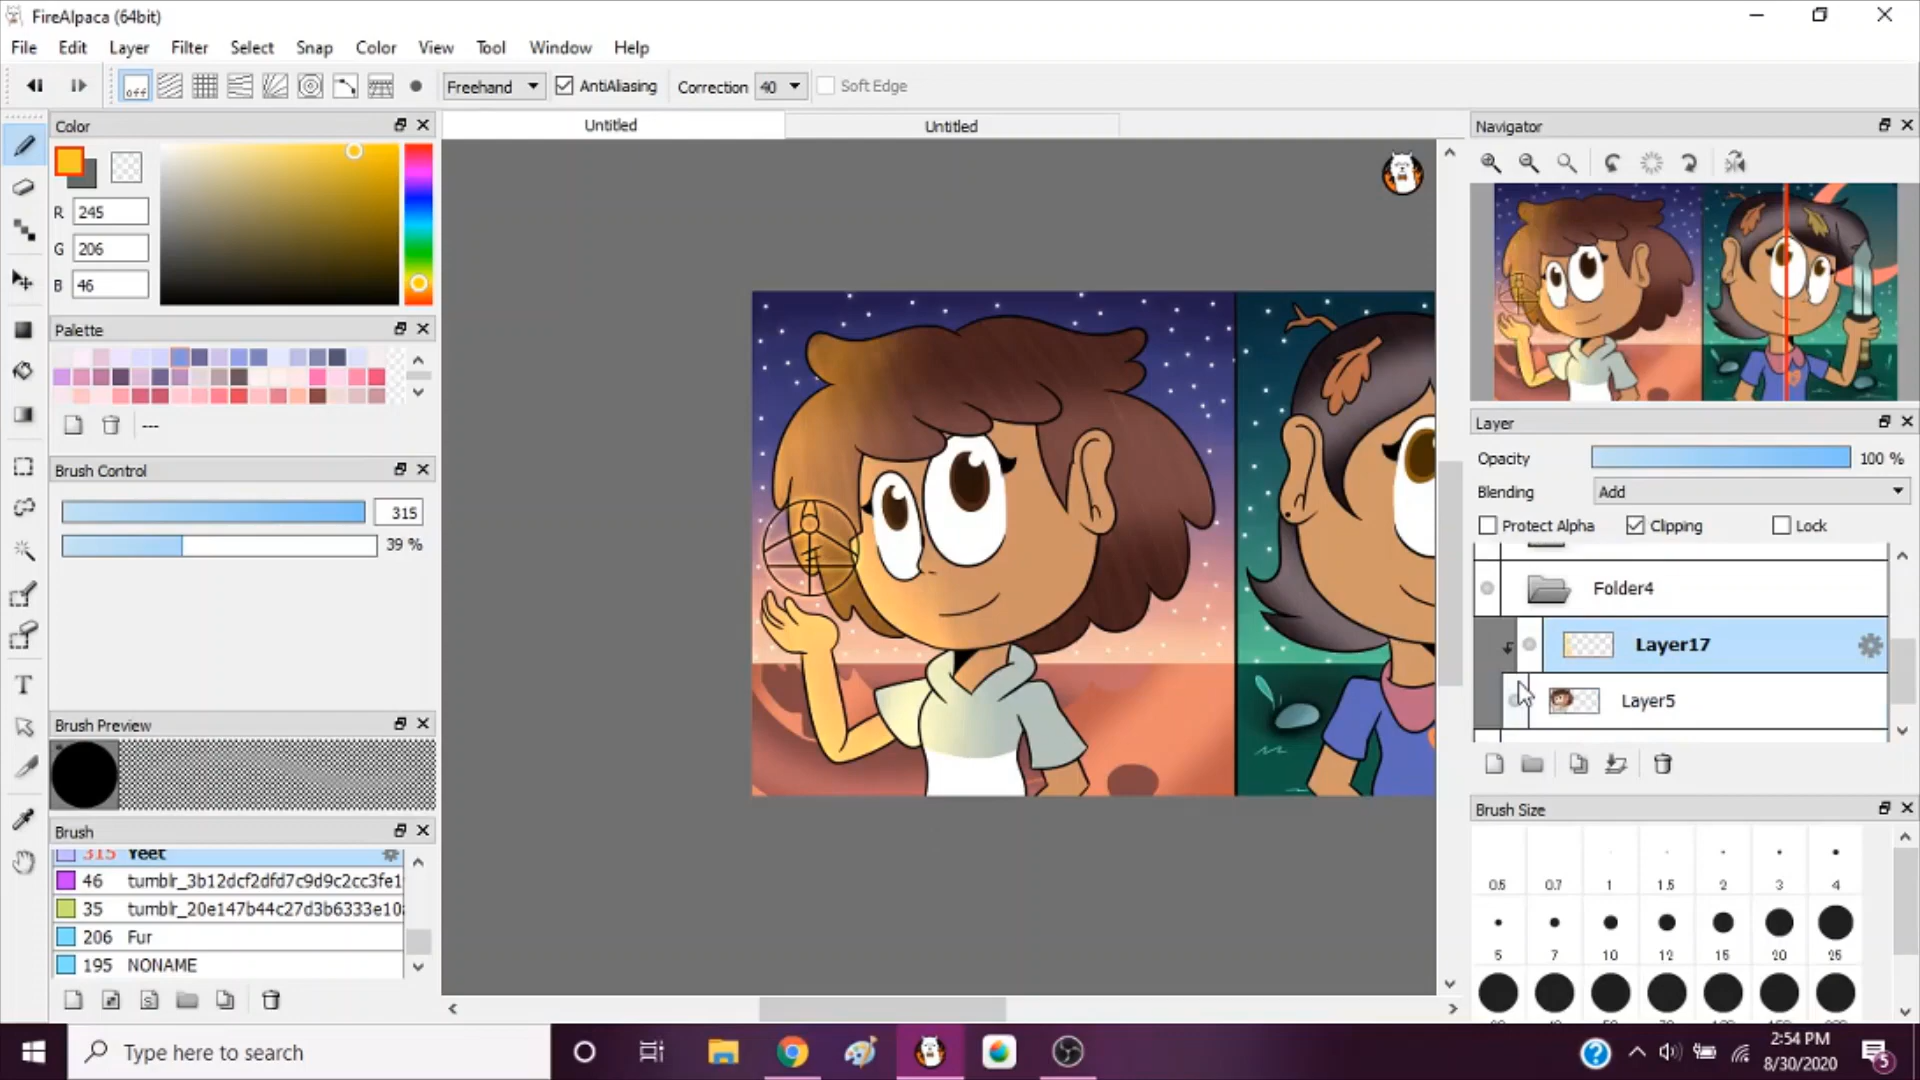 FireAlpaca (64bit)
File Edit Layer Filter Select Snap Color View Tool Window Help
off Freehand AntiAliasing Correction 40 Soft Edge
Color
R 245
G 206
B 46
Palette
---
Brush Control
315
39 %
Brush Preview
Brush
315 Yeet
46 tumblr_3b12dcf2dfd7c9d9c2cc3fe1
35 tumblr_20e147b44c27d3b6333e10
206 Fur
195 NONAME
Untitled Untitled
Navigator
Layer
Opacity 100 %
Blending Add
Protect Alpha Clipping Lock
Folder4
Layer17
Layer5
Brush Size
0.5 0.7 1 1.5 2 3 4
5 7 10 12 15 20 25
Type here to search
2:54 PM
8/30/2020
5